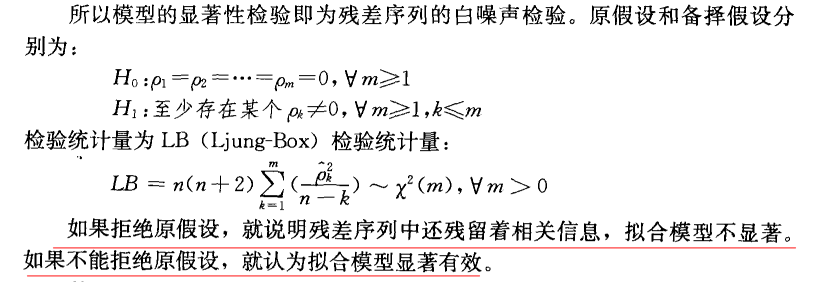 所以模型的显著性检验即为残差序列的白噪声检验。原假设和备择假设分
别为：
H₀:ρ₁=ρ₂=⋯=ρₘ=0,∀m≥1
H₁:至少存在某个ρₖ≠0,∀m≥1,k≤m
检验统计量为 LB（Ljung-Box）检验统计量：
LB = n(n+2)∑ₖ₌₁ᵐ(ρ̂ₖ²/(n−k)) ~ χ²(m),∀m>0
如果拒绝原假设，就说明残差序列中还残留着相关信息，拟合模型不显著。
如果不能拒绝原假设，就认为拟合模型显著有效。